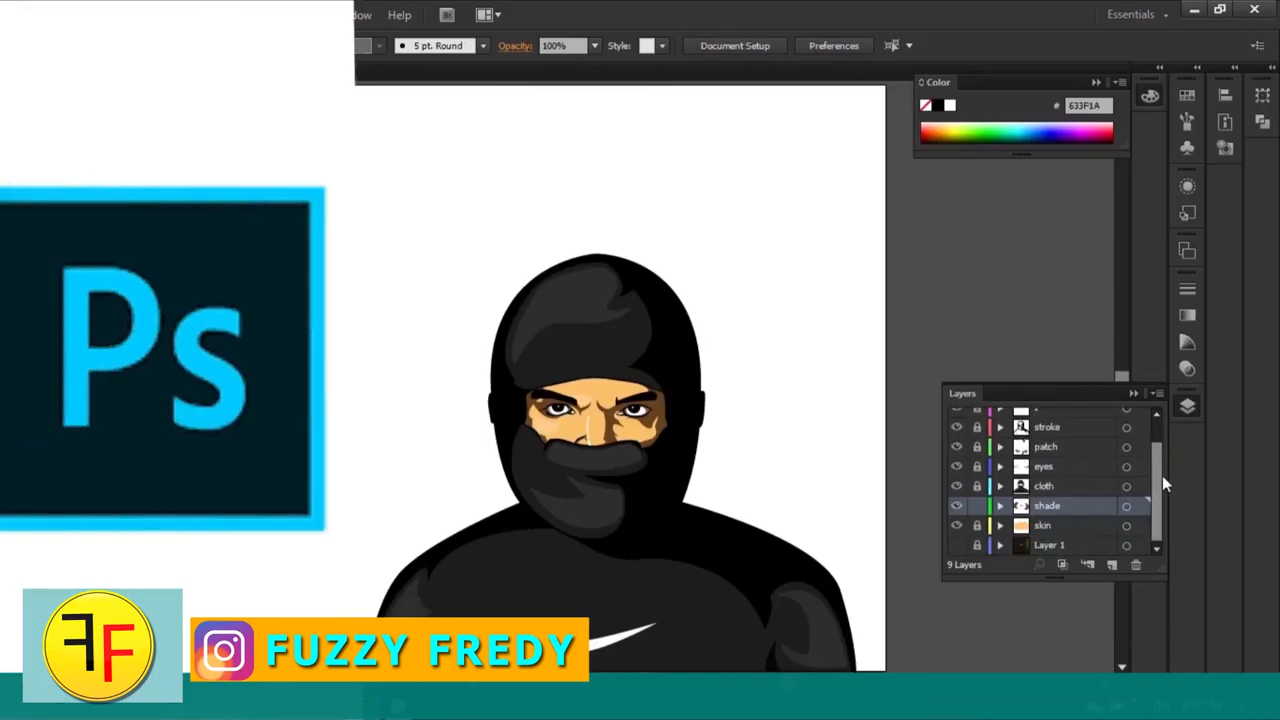 Help
Br
Essentials
5 pt. Round
Opacity:
100%
Style:
Document Setup
Preferences
Color
# 633F1A
Ps
Layers
stroke
patch
eyes
cloth
shade
skin
Layer 1
9 Layers
FF
FUZZY FREDY